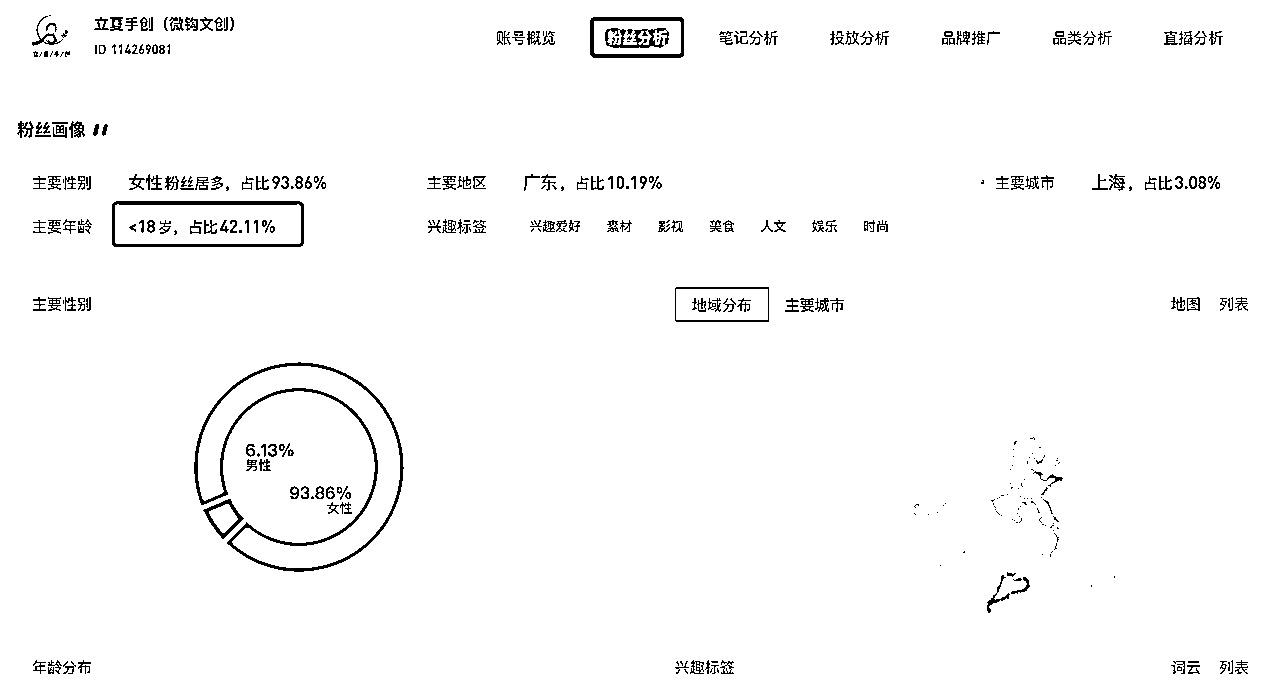 立夏手创（微钩文创）
ID 114269081
立/夏/手/创
账号概览 粉丝分析 笔记分析 投放分析 品牌推广 品类分析 直播分析
粉丝画像
主要性别 女性粉丝居多，占比93.86% 主要地区 广东，占比10.19% 主要城市 上海，占比3.08%
主要年龄 <18岁，占比42.11% 兴趣标签 兴趣爱好 素材 影视 美食 人文 娱乐 时尚
主要性别 地域分布 主要城市 地图 列表
6.13%
男性
93.86%
女性
年龄分布 兴趣标签 词云 列表